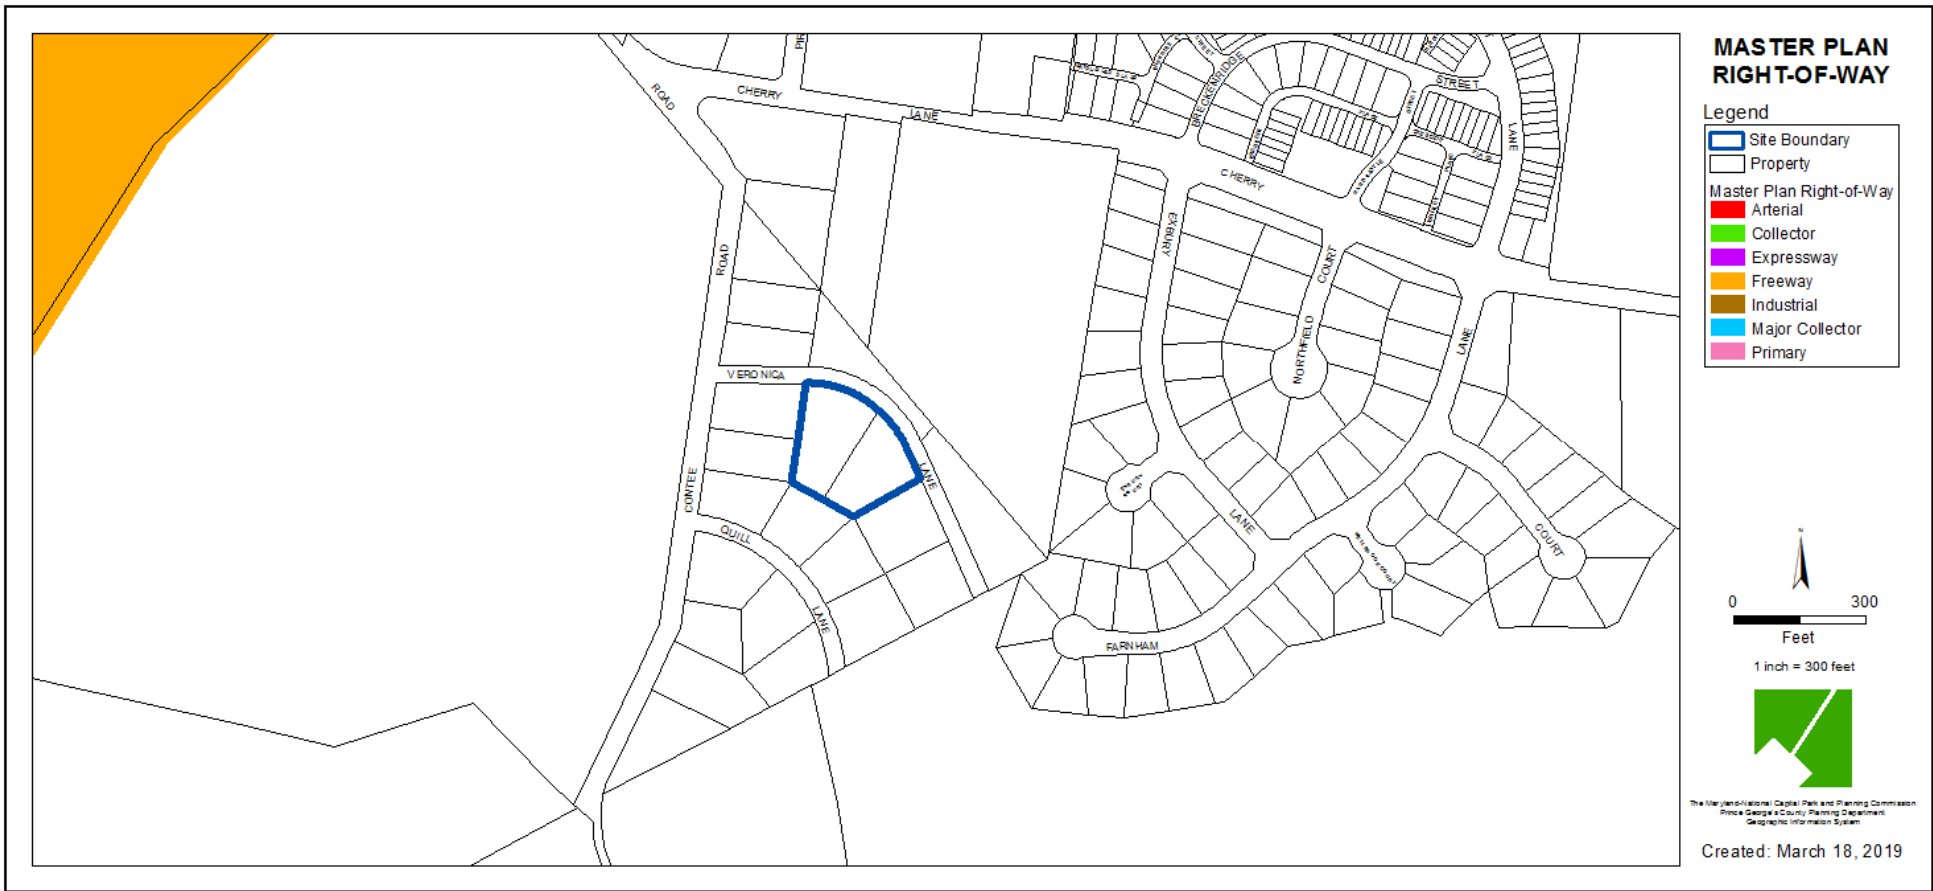 MASTER PLAN
RIGHT-OF-WAY
Legend
Site Boundary
Property
Master Plan Right-of-Way
Arterial
Collector
Expressway
Freeway
Industrial
Major Collector
Primary
N
0 300
Feet
1 inch = 300 feet
The Maryland-National Capital Park and Planning Commission
Prince George's County Planning Department
Geographic Information System
Created: March 18, 2019
PIR
ROAD
CHERRY
LANE
BRECKENRIDGE
STREET
STREET
LANE
CHERRY
EXBURY
COURT
NORTHFIELD
LANE
ROAD
VERONICA
LANE
CONTEE
QUILL
LANE
LANE
COURT
FARNHAM